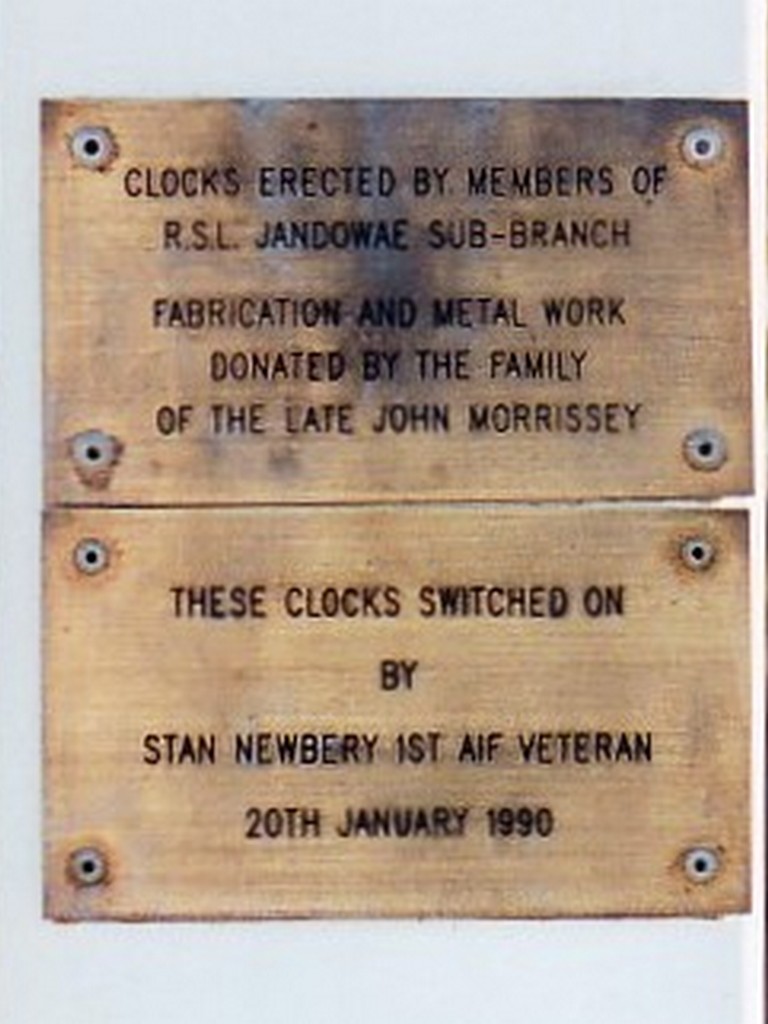 CLOCKS ERECTED BY MEMBERS OF
R.S.L. JANDOWAE SUB-BRANCH
FABRICATION AND METAL WORK
DONATED BY THE FAMILY
OF THE LATE JOHN MORRISSEY
THESE CLOCKS SWITCHED ON
BY
STAN NEWBERY 1ST AIF VETERAN
20TH JANUARY 1990